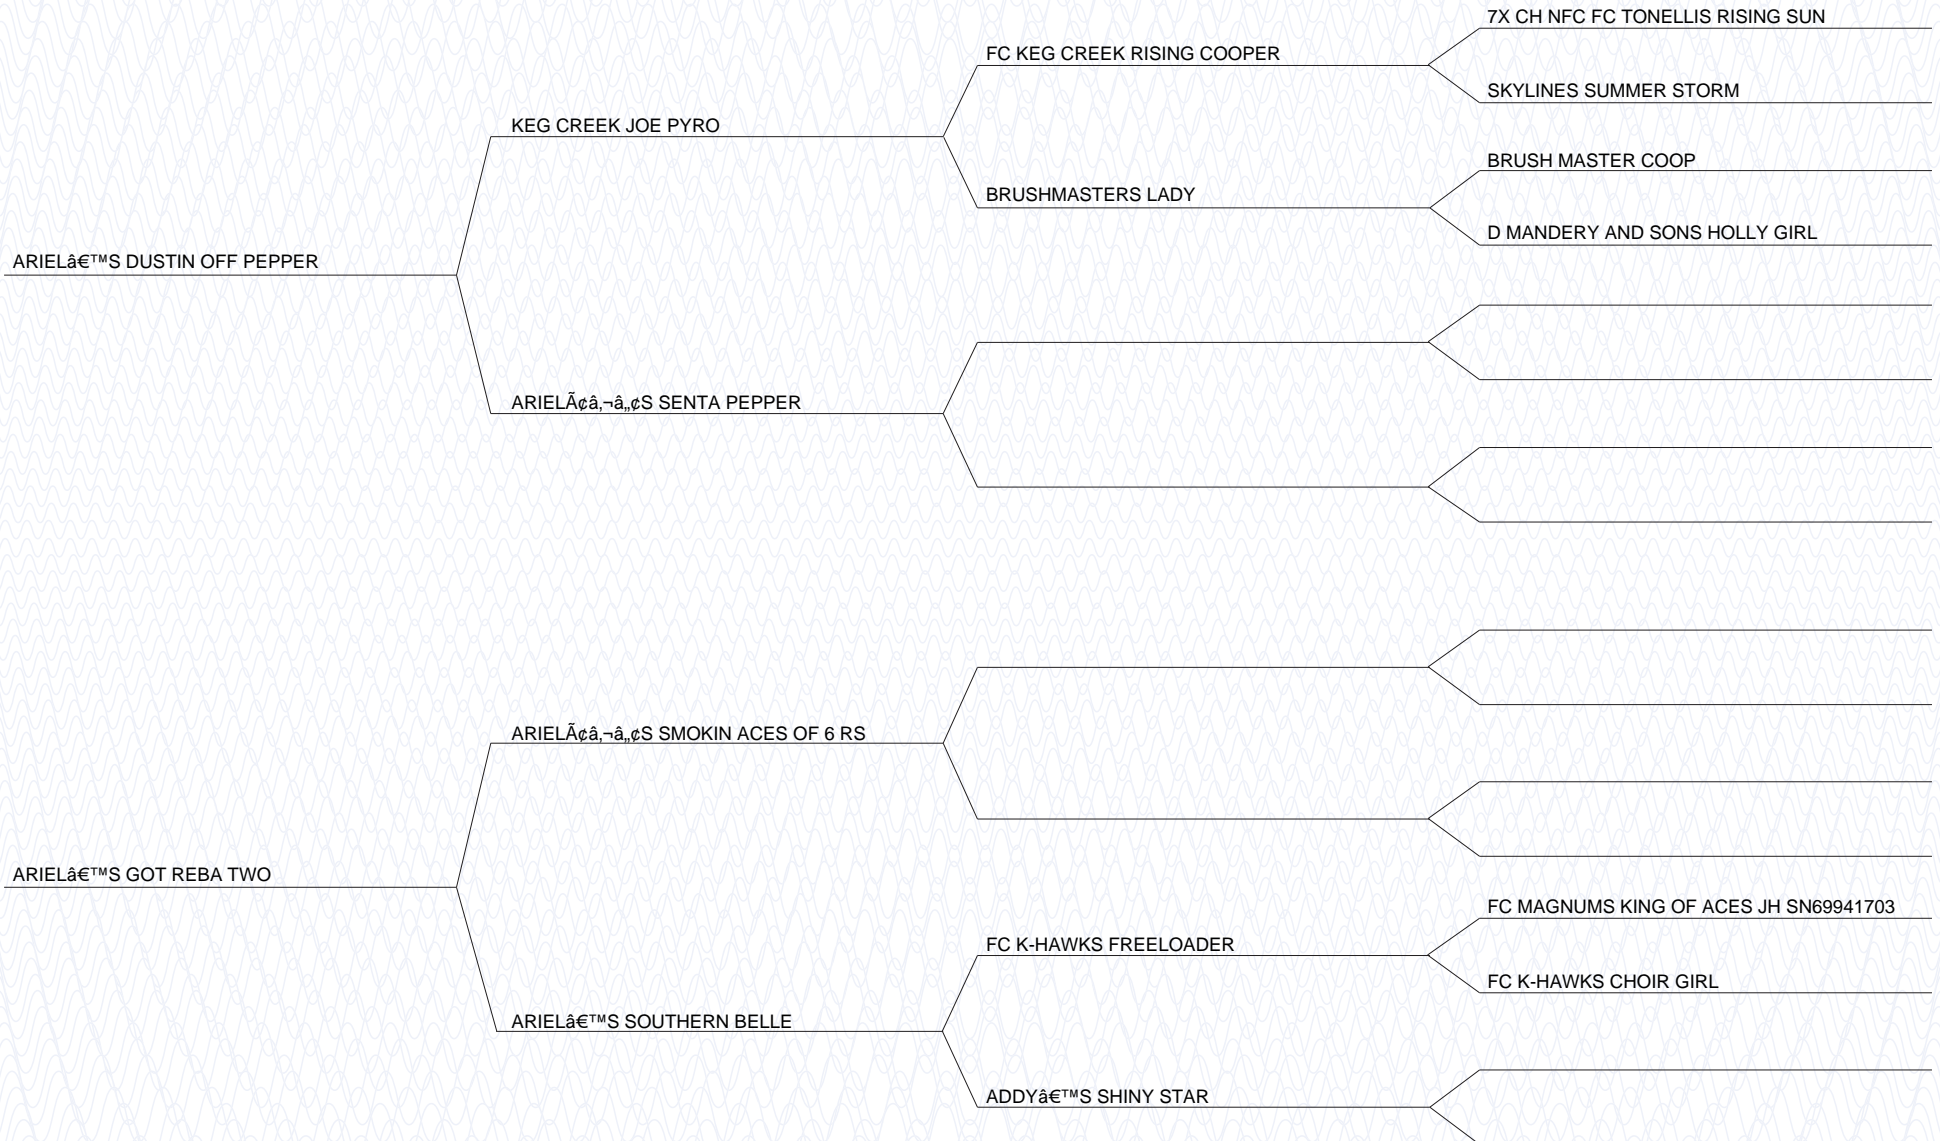 7X CH NFC FC TONELLIS RISING SUN
FC KEG CREEK RISING COOPER
SKYLINES SUMMER STORM
KEG CREEK JOE PYRO
BRUSH MASTER COOP
BRUSHMASTERS LADY
D MANDERY AND SONS HOLLY GIRL
ARIELâ€™S DUSTIN OFF PEPPER
ARIELÃ¢â‚¬â„¢S SENTA PEPPER
ARIELÃ¢â‚¬â„¢S SMOKIN ACES OF 6 RS
ARIELâ€™S GOT REBA TWO
FC MAGNUMS KING OF ACES JH SN69941703
FC K-HAWKS FREELOADER
FC K-HAWKS CHOIR GIRL
ARIELâ€™S SOUTHERN BELLE
ADDYâ€™S SHINY STAR